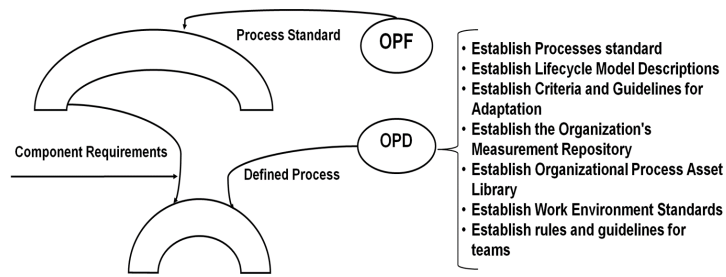 Process Standard
OPF
Component Requirements
Defined Process
OPD
• Establish Processes standard
• Establish Lifecycle Model Descriptions
• Establish Criteria and Guidelines for
Adaptation
• Establish the Organization's
Measurement Repository
• Establish Organizational Process Asset
Library
• Establish Work Environment Standards
• Establish rules and guidelines for
teams